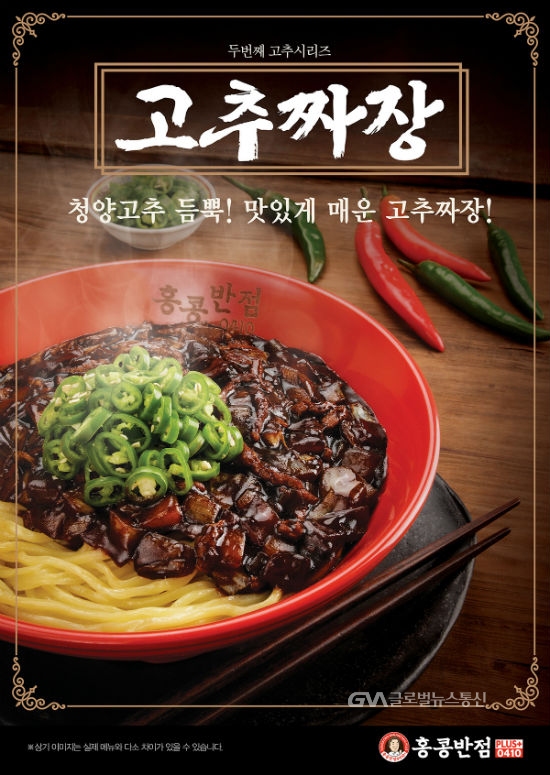 두번째 고추시리즈
고추짜장
청양고추 듬뿍! 맛있게 매운 고추짜장!
홍콩반점
0410
GVA글로벌뉴스통신
※상기 이미지는 실제 메뉴와 다소 차이가 있을 수 있습니다.
홍콩반점 PLUS+
0410